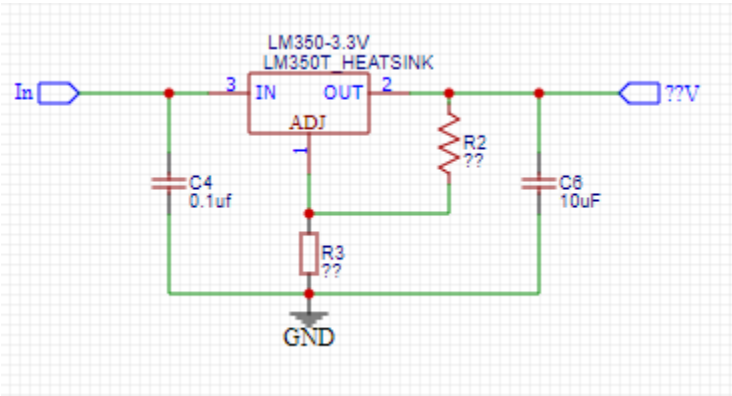 LM350-3.3V
LM350T_HEATSINK
In
3
IN
OUT
2
??V
ADJ
1
R2
??
C4
0.1uf
C6
10uF
R3
??
GND